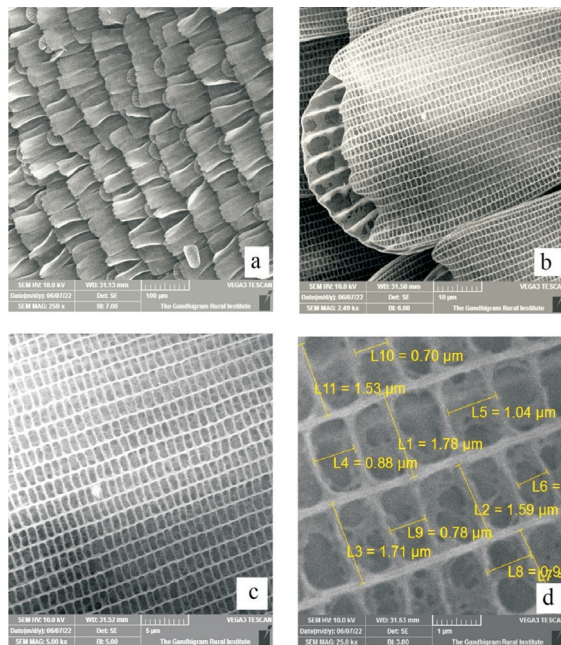 a
SEM HV: 10.0 kV WD: 31.13 mm VEGA3 TESCAN
Date(m/d/y): 06/07/22 Det: SE 100 µm
SEM MAG: 250 x BI: 7.00 The Gandhigram Rural Institute
b
SEM HV: 10.0 kV WD: 31.50 mm VEGA3 TESCAN
Date(m/d/y): 06/07/22 Det: SE 10 µm
SEM MAG: 2.49 kx BI: 6.00 The Gandhigram Rural Institute
c
SEM HV: 10.0 kV WD: 31.52 mm VEGA3 TESCAN
Date(m/d/y): 06/07/22 Det: SE 5 µm
SEM MAG: 5.00 kx BI: 5.00 The Gandhigram Rural Institute
L10 = 0.70 µm
L11 = 1.53 µm
L5 = 1.04 µm
L1 = 1.78 µm
L4 = 0.88 µm
L6 =
L2 = 1.59 µm
L9 = 0.78 µm
L3 = 1.71 µm
L8
d
SEM HV: 10.0 kV WD: 31.53 mm VEGA3 TESCAN
Date(m/d/y): 06/07/22 Det: SE 1 µm
SEM MAG: 25.0 kx BI: 3.00 The Gandhigram Rural Institute